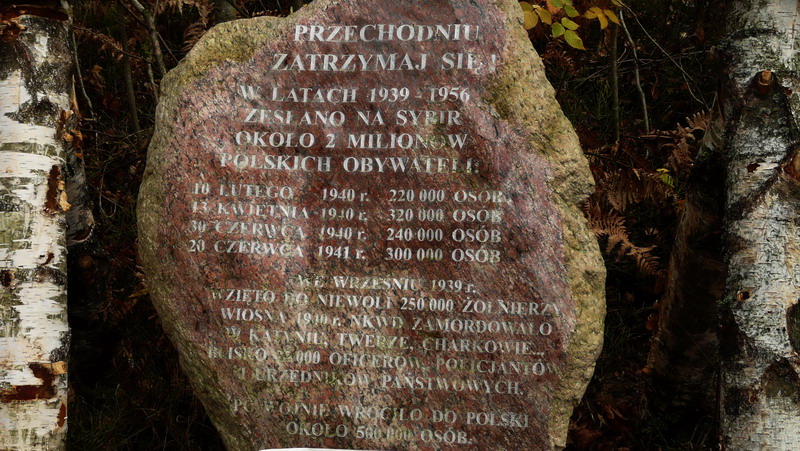 PRZECHODNIU
ZATRZYMAJ SIĘ!
W LATACH 1939 - 1956
ZESŁANO NA SYBIR
OKOŁO 2 MILIONÓW
POLSKICH OBYWATELI:
10 LUTEGO 1940 r. 220 000 OSÓB
13 KWIETNIA 1940 r. 320 000 OSÓB
30 CZERWCA 1940 r. 240 000 OSÓB
20 CZERWCA 1941 r. 300 000 OSÓB
WE WRZEŚNIU 1939 r.
WZIĘTO DO NIEWOLI 250 000 ŻOŁNIERZY
WIOSNĄ 1940 r. NKWD ZAMORDOWAŁO
W KATYNIU, TWERZE, CHARKOWIE...
BLISKO OFICERÓW, POLICJANTÓW
I URZĘDNIKÓW PAŃSTWOWYCH.
PO WOJNIE WRÓCIŁO DO POLSKI
OKOŁO 500 000 OSÓB.